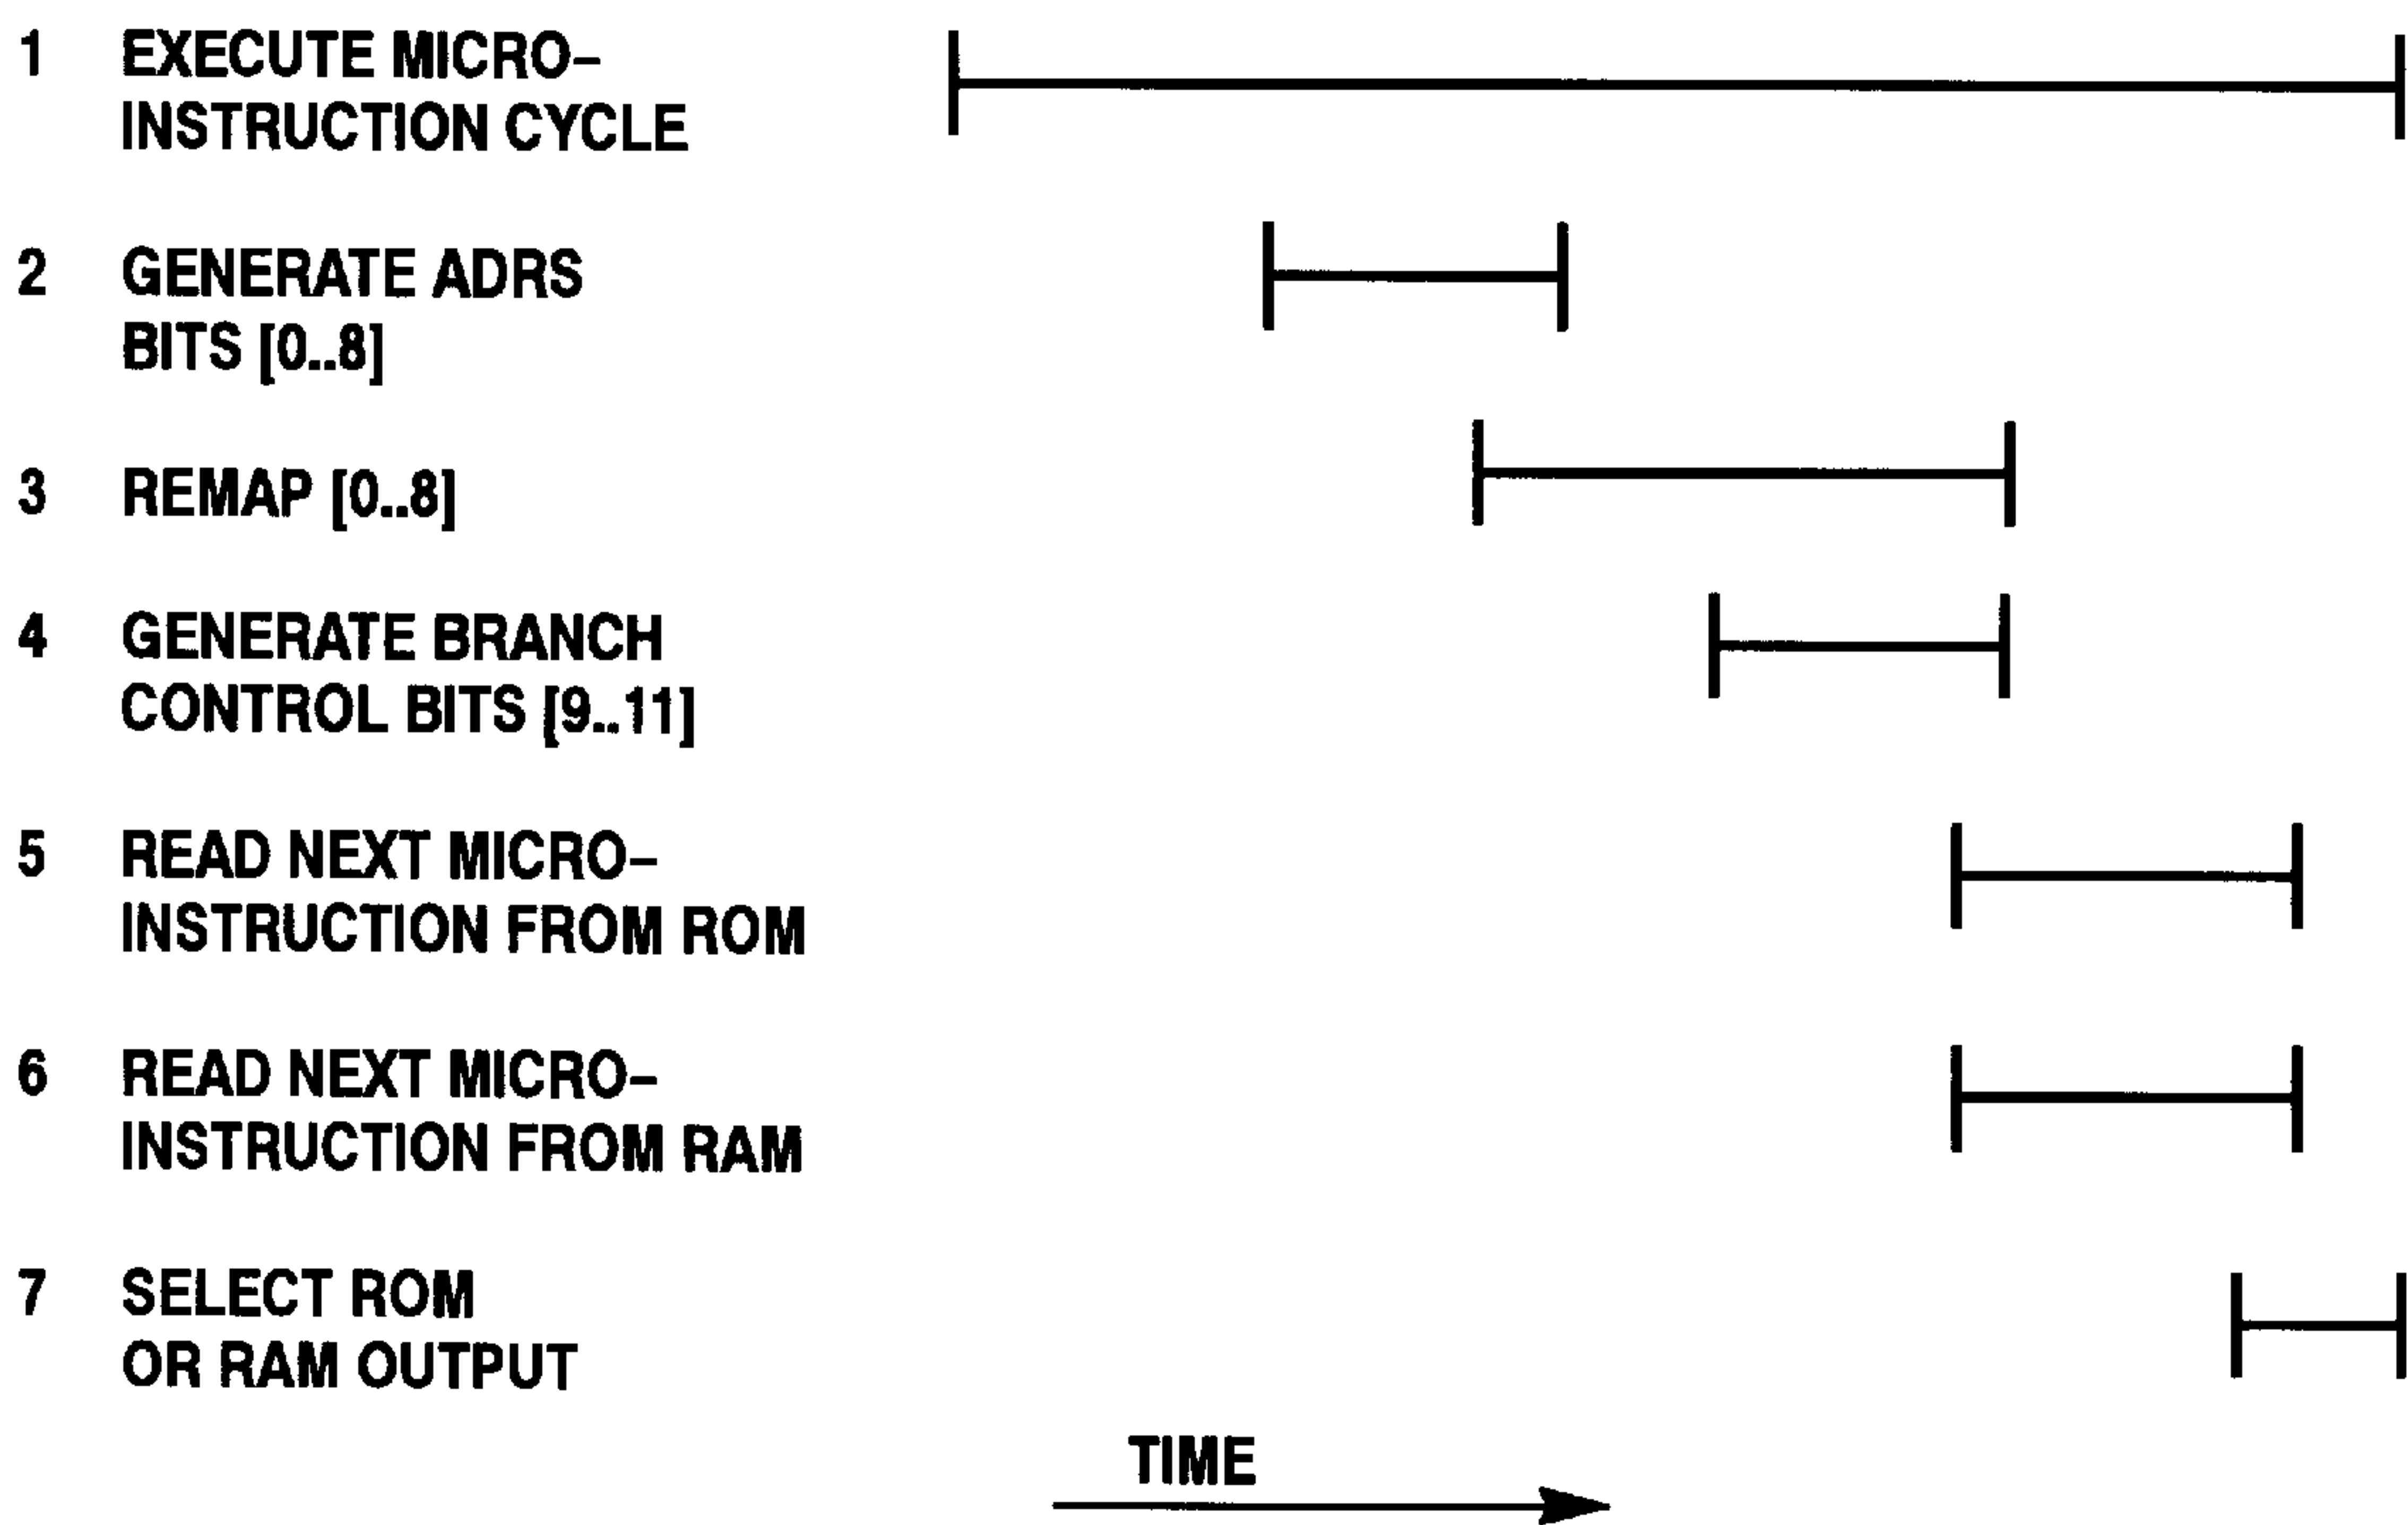 1 EXECUTE MICRO–
INSTRUCTION CYCLE
2 GENERATE ADRS
BITS [0..8]
3 REMAP [0..8]
4 GENERATE BRANCH
CONTROL BITS [9..11]
5 READ NEXT MICRO–
INSTRUCTION FROM ROM
6 READ NEXT MICRO–
INSTRUCTION FROM RAM
7 SELECT ROM
OR RAM OUTPUT
TIME